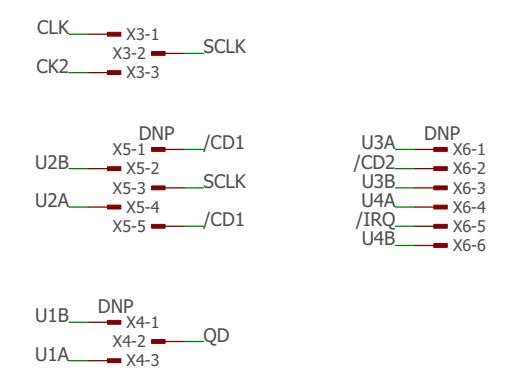 CLK X3-1
X3-2 SCLK
CK2 X3-3
DNP
X5-1 /CD1
U2B X5-2
X5-3 SCLK
U2A X5-4
X5-5 /CD1
DNP
U3A X6-1
/CD2 X6-2
U3B X6-3
U4A X6-4
/IRQ X6-5
U4B X6-6
DNP
U1B X4-1
X4-2 QD
U1A X4-3